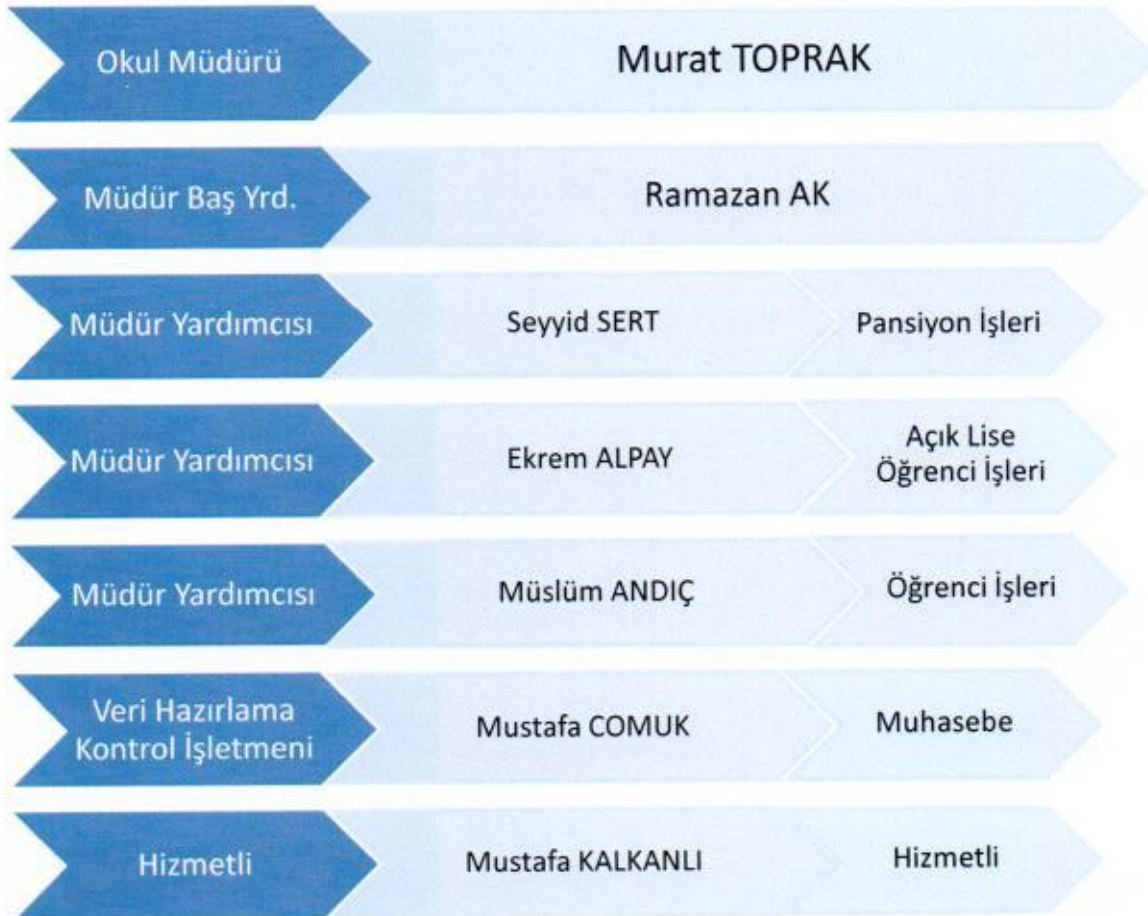 Okul Müdürü
Murat TOPRAK
Müdür Baş Yrd.
Ramazan AK
Müdür Yardımcısı
Seyyid SERT
Pansiyon İşleri
Müdür Yardımcısı
Ekrem ALPAY
Açık Lise
Öğrenci İşleri
Müdür Yardımcısı
Müslüm ANDIÇ
Öğrenci İşleri
Veri Hazırlama
Kontrol İşletmeni
Mustafa COMUK
Muhasebe
Hizmetli
Mustafa KALKANLI
Hizmetli